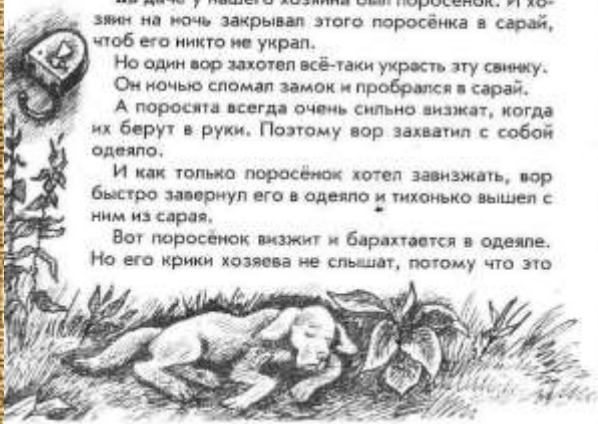 На даче у нашего хозяина был поросёнок. И хо-
зяин на ночь закрывал этого поросёнка в сарай,
чтоб его никто не украл.
Но один вор захотел всё-таки украсть эту свинку.
Он ночью сломал замок и пробрался в сарай.
А поросята всегда очень сильно визжат, когда
их берут в руки. Поэтому вор захватил с собой
одеяло.
И как только поросёнок хотел завизжать, вор
быстро завернул его в одеяло и тихонько вышел с
ним из сарая.
Вот поросёнок визжит и барахтается в одеяле.
Но его крики хозяева не слышат, потому что это